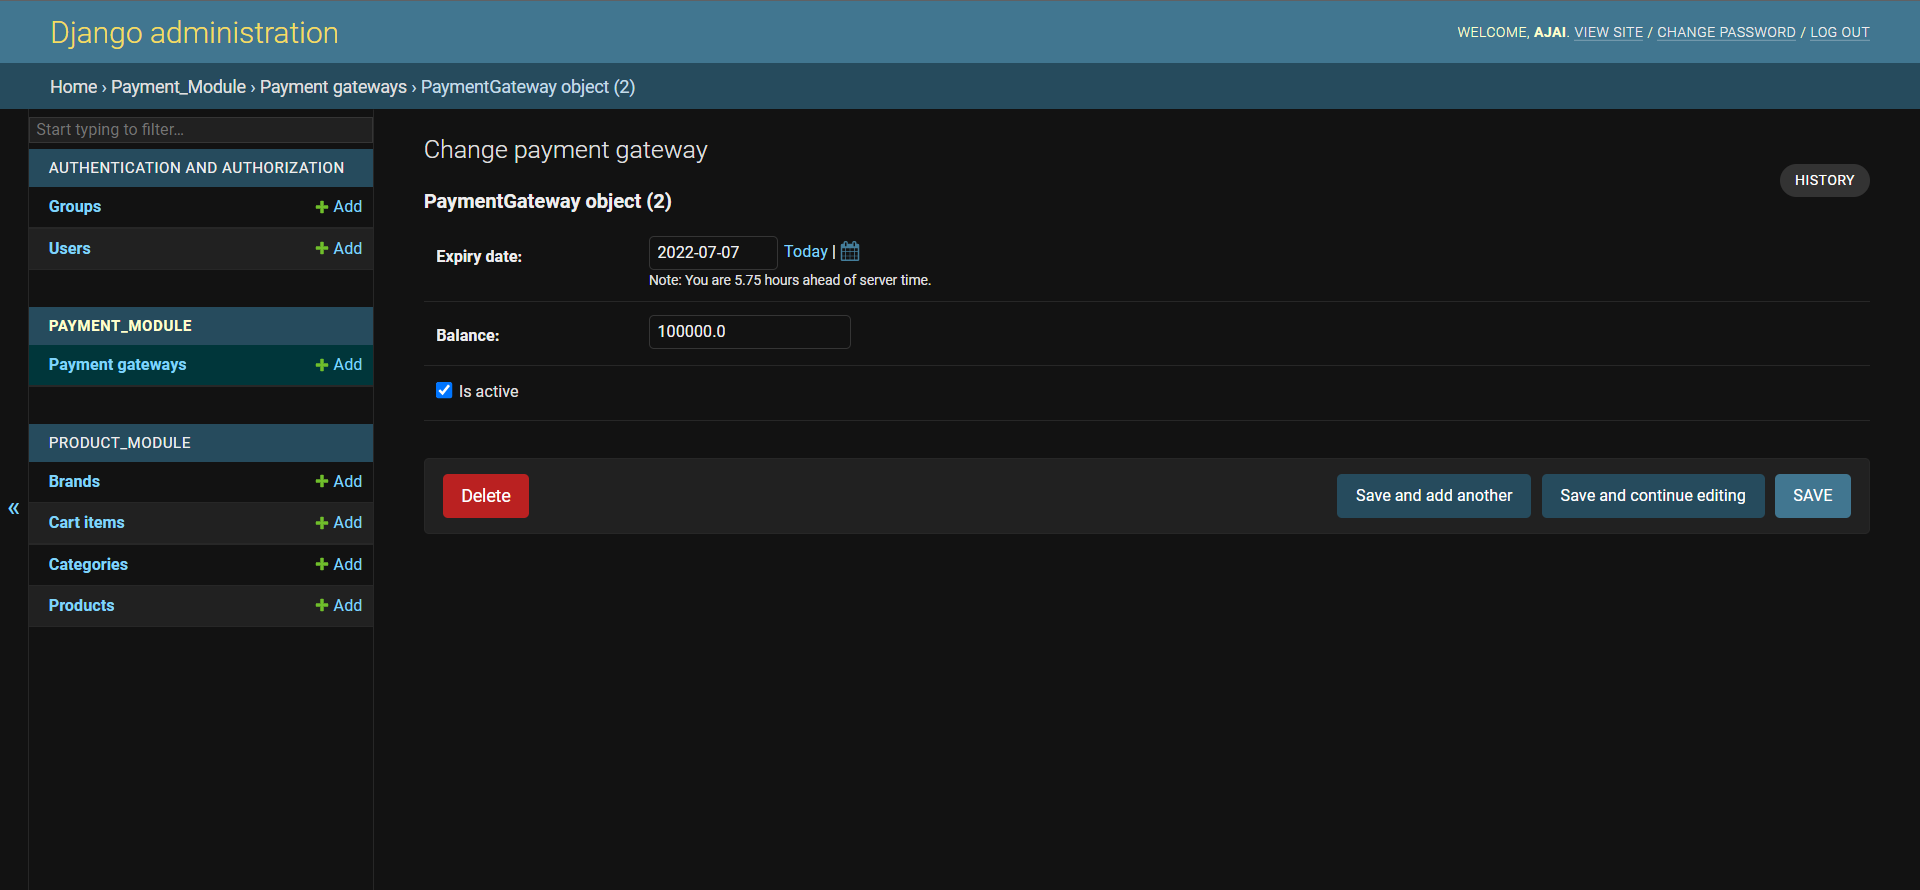 Django administration
WELCOME, AJAI. VIEW SITE / CHANGE PASSWORD / LOG OUT
Home › Payment_Module › Payment gateways › PaymentGateway object (2)
Start typing to filter...
AUTHENTICATION AND AUTHORIZATION
Groups Add
Users Add
PAYMENT_MODULE
Payment gateways Add
PRODUCT_MODULE
Brands Add
Cart items Add
Categories Add
Products Add
«
Change payment gateway
HISTORY
PaymentGateway object (2)
Expiry date: 2022-07-07 Today |
Note: You are 5.75 hours ahead of server time.
Balance: 100000.0
Is active
Delete Save and add another Save and continue editing SAVE